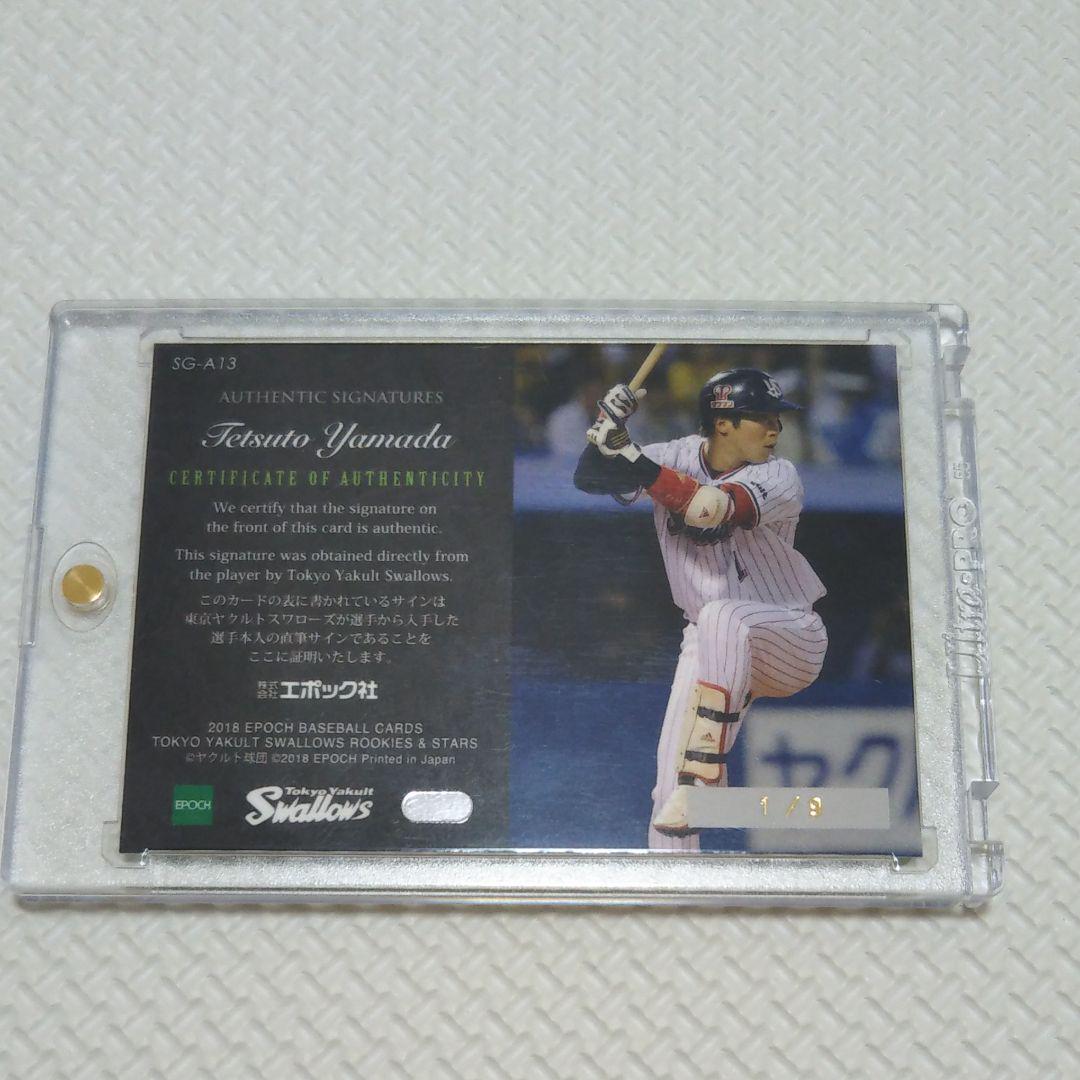 SG-A13
AUTHENTIC SIGNATURES
Tetsuto Yamada
CERTIFICATE OF AUTHENTICITY
We certify that the signature on
the front of this card is authentic.
This signature was obtained directly from
the player by Tokyo Yakult Swallows.
このカードの表に書かれているサインは
東京ヤクルトスワローズが選手から入手した
選手本人の直筆サインであることを
ここに証明いたします。
株式会社エポック社
2018 EPOCH BASEBALL CARDS
TOKYO YAKULT SWALLOWS ROOKIES & STARS
©ヤクルト球団 ©2018 EPOCH Printed in Japan
EPOCH
Tokyo Yakult
Swallows
1
ヤク
1/9
Ultra•PRO